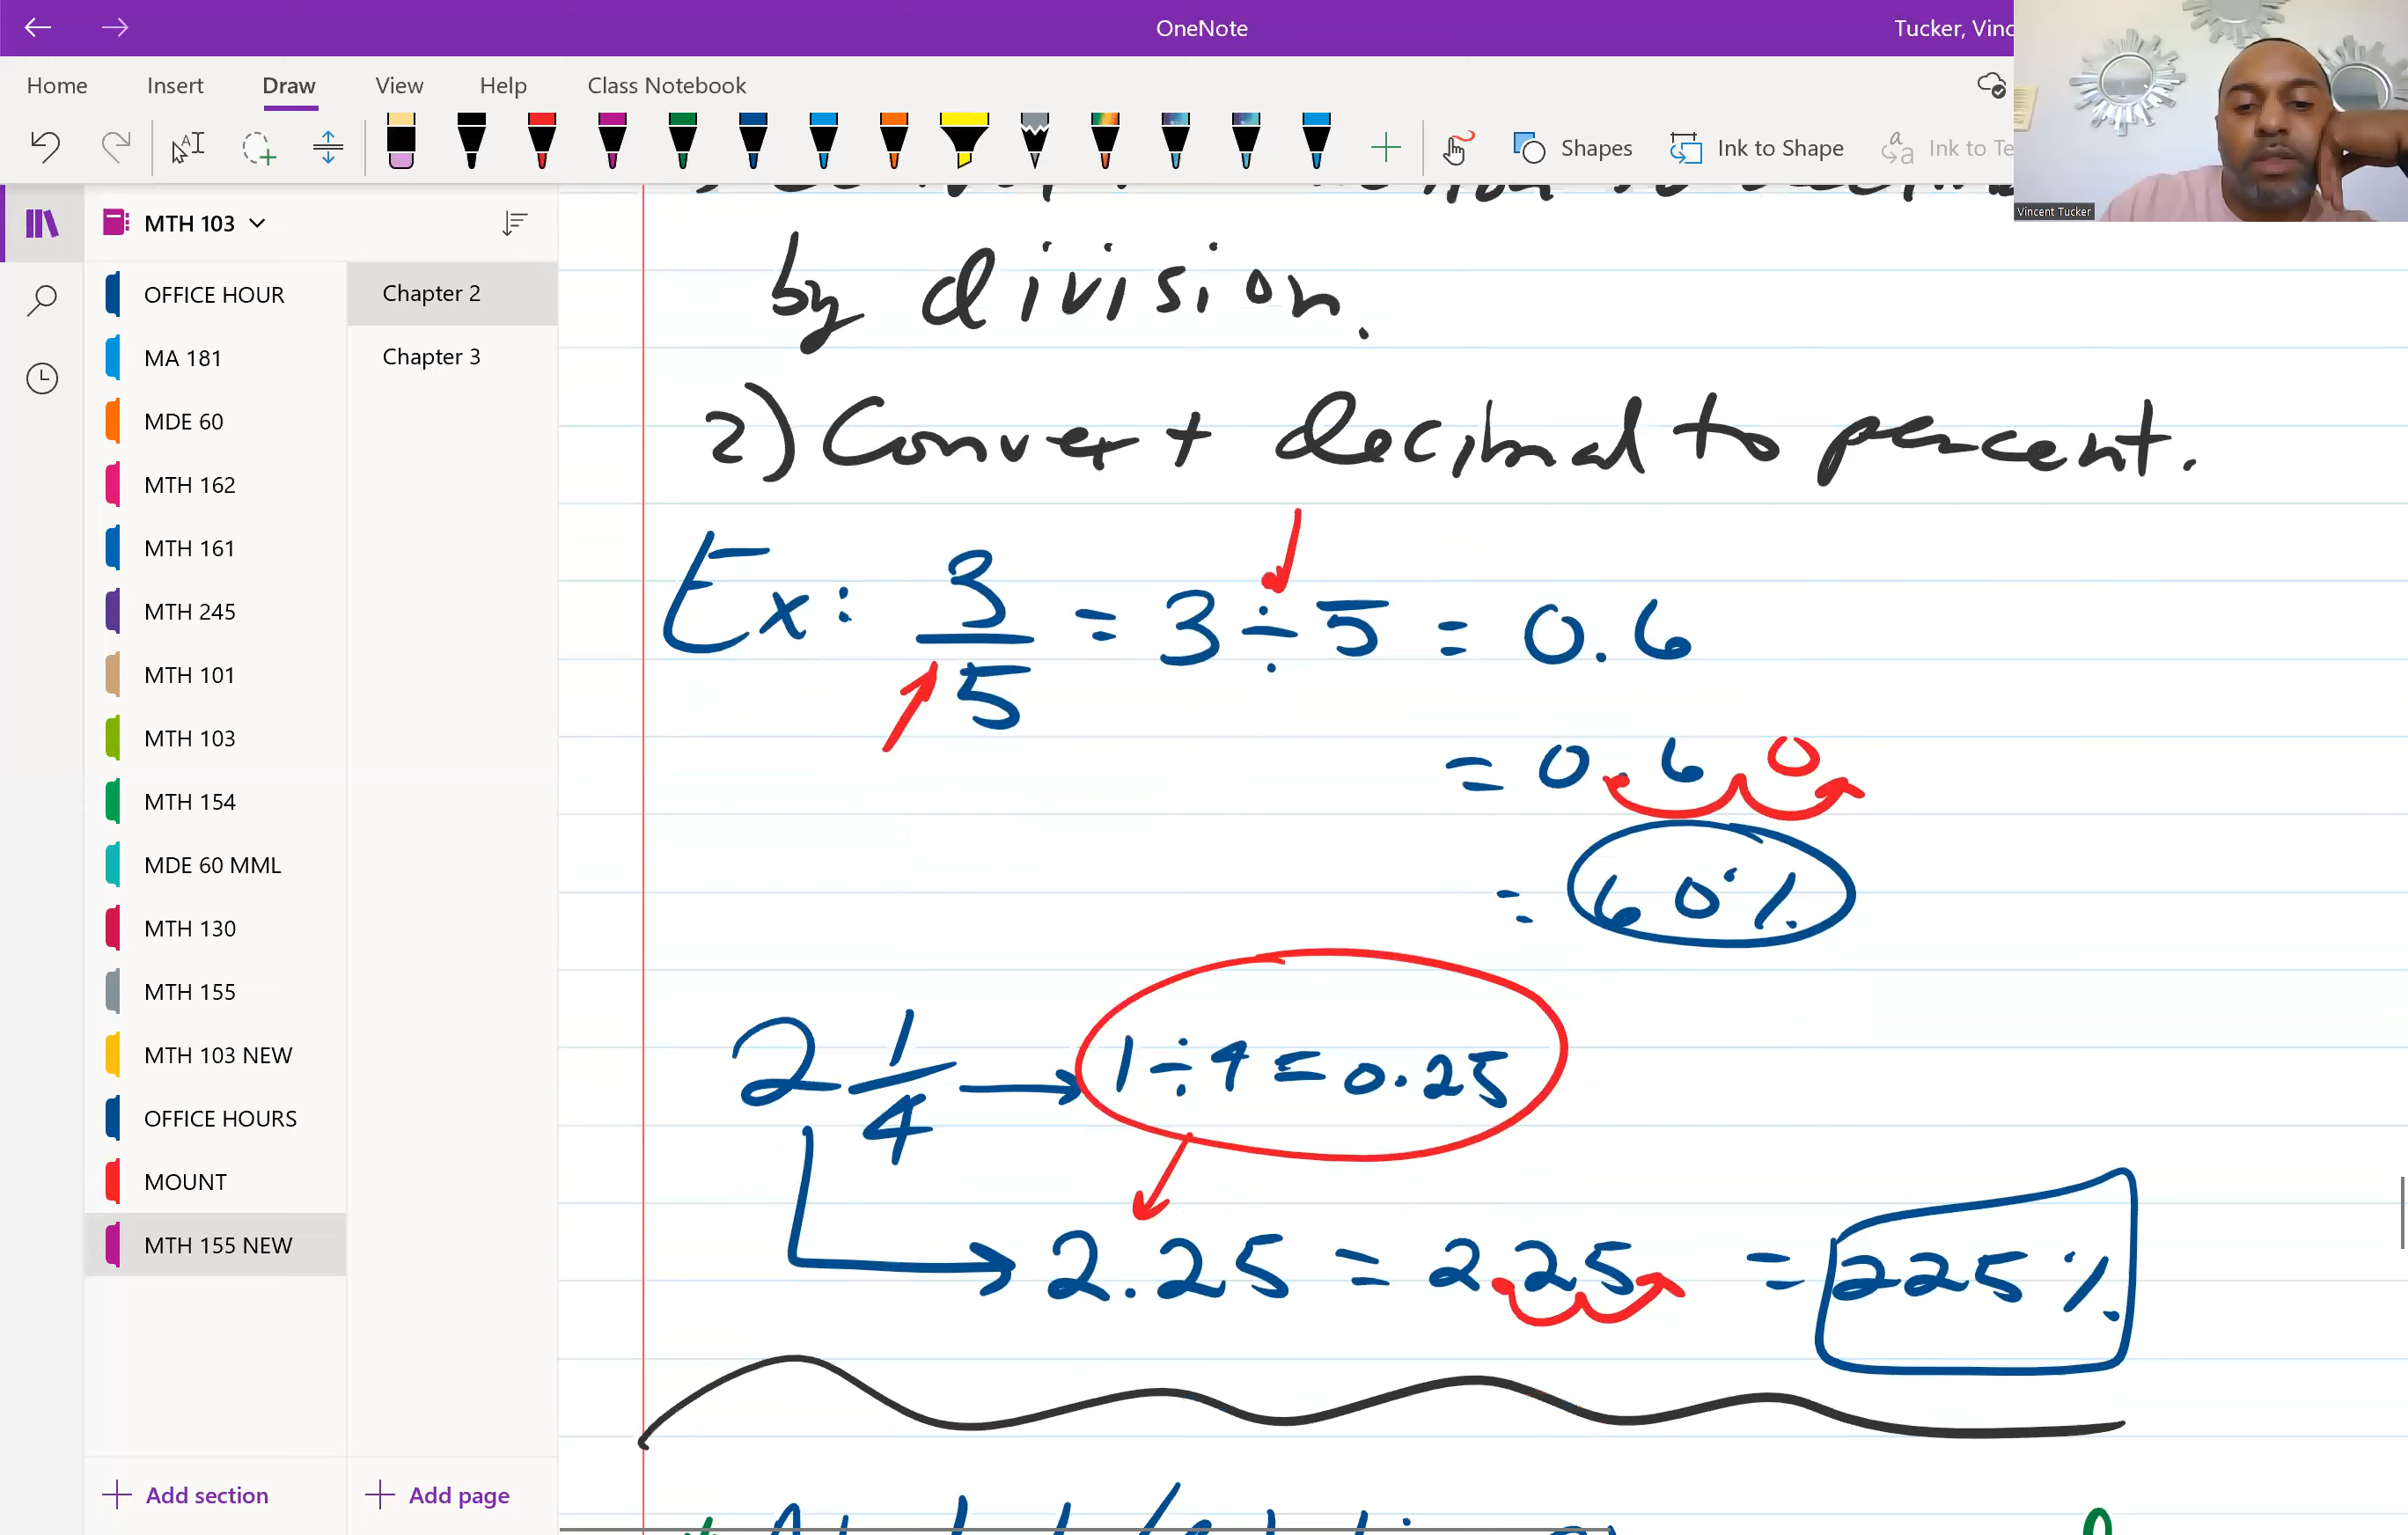 OneNote
Tucker, Vinc
Home Insert Draw View Help Class Notebook
Shapes Ink to Shape Ink to Te
Vincent Tucker
MTH 103
OFFICE HOUR
MA 181
MDE 60
MTH 162
MTH 161
MTH 245
MTH 101
MTH 103
MTH 154
MDE 60 MML
MTH 130
MTH 155
MTH 103 NEW
OFFICE HOURS
MOUNT
MTH 155 NEW
Add section
Chapter 2
Chapter 3
Add page
by division.
2) Convert decimal to percent.
Ex: 3/5 = 3 ÷ 5 = 0.6
= 0.60
= 60%
2 1/4 → 1 ÷ 4 = 0.25
→ 2.25 = 2.25 = 225%